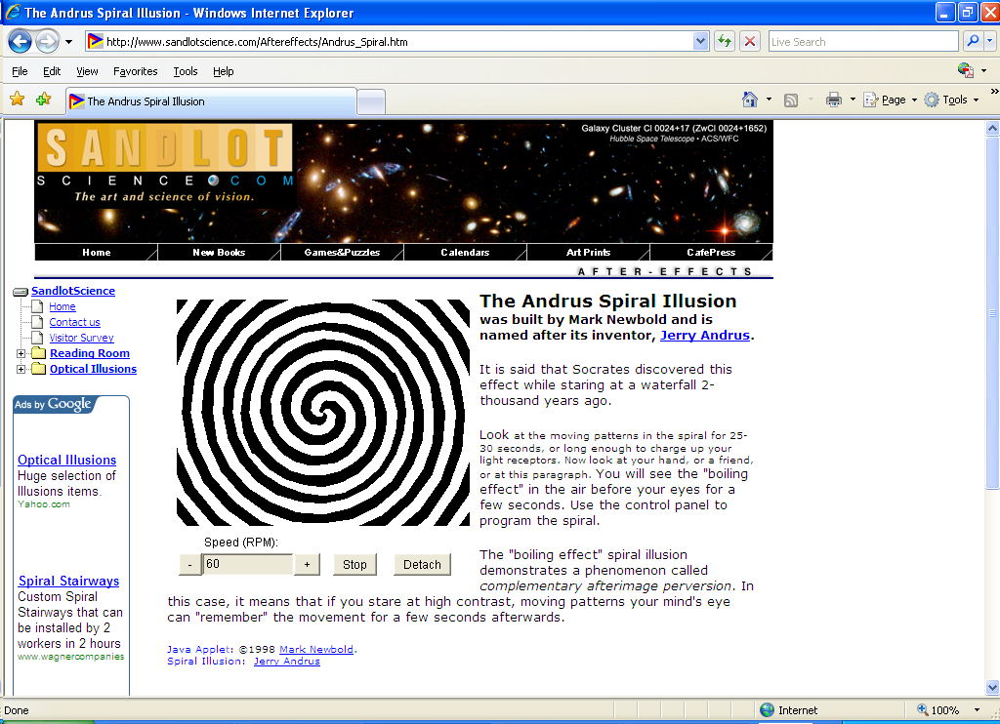 The Andrus Spiral Illusion - Windows Internet Explorer
http://www.sandlotscience.com/Aftereffects/Andrus_Spiral.htm
Live Search
File Edit View Favorites Tools Help
The Andrus Spiral Illusion
Page Tools
SANDLOT
SCIENCE.COM
The art and science of vision.
Galaxy Cluster Cl 0024+17 (ZwCl 0024+1652)
Hubble Space Telescope • ACS/WFC
Home New Books Games&Puzzles Calendars Art Prints CafePress
AFTER-EFFECTS
SandlotScience
Home
Contact us
Visitor Survey
Reading Room
Optical Illusions
Ads by Google
Optical Illusions
Huge selection of
Illusions items.
Yahoo.com
Spiral Stairways
Custom Spiral
Stairways that can
be installed by 2
workers in 2 hours
www.wagnercompanies
The Andrus Spiral Illusion
was built by Mark Newbold and is
named after its inventor, Jerry Andrus.
It is said that Socrates discovered this
effect while staring at a waterfall 2-
thousand years ago.
Look at the moving patterns in the spiral for 25-
30 seconds, or long enough to charge up your
light receptors. Now look at your hand, or a friend,
or at this paragraph. You will see the "boiling
effect" in the air before your eyes for a
few seconds. Use the control panel to
program the spiral.
Speed (RPM):
- 60 + Stop Detach
The "boiling effect" spiral illusion
demonstrates a phenomenon called
complementary afterimage perversion. In
this case, it means that if you stare at high contrast, moving patterns your mind's eye
can "remember" the movement for a few seconds afterwards.
Java Applet: ©1998 Mark Newbold.
Spiral Illusion: Jerry Andrus
Done
Internet
100%